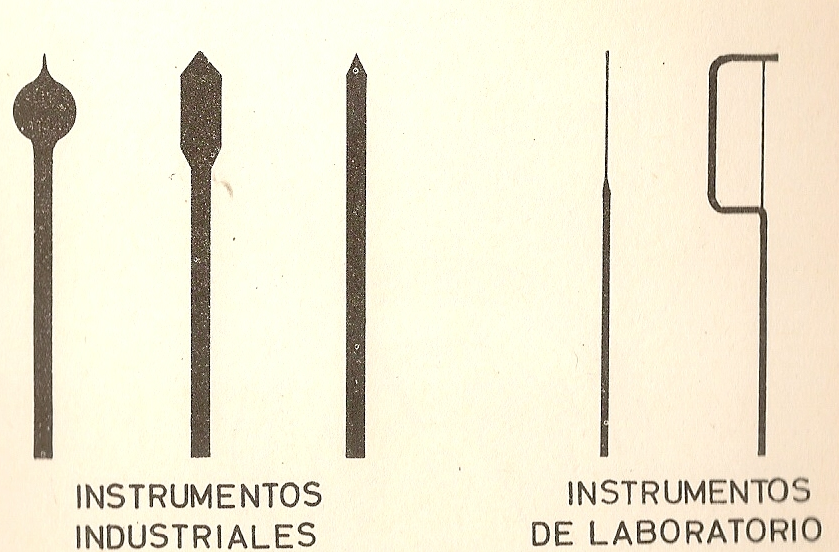 INSTRUMENTOS
INDUSTRIALES
INSTRUMENTOS
DE LABORATORIO